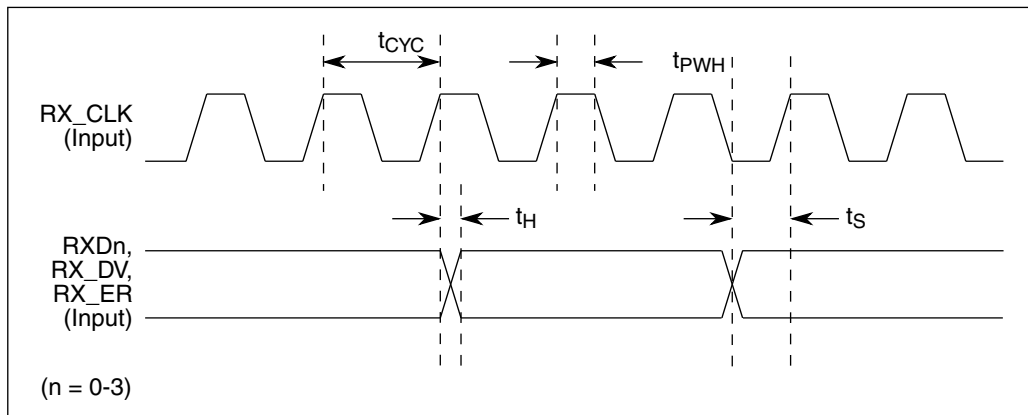 tCYC
tPWH
RX_CLK
(Input)
tH
tS
RXDn,
RX_DV,
RX_ER
(Input)
(n = 0-3)